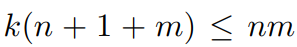 k(n + 1 + m) ≤ nm